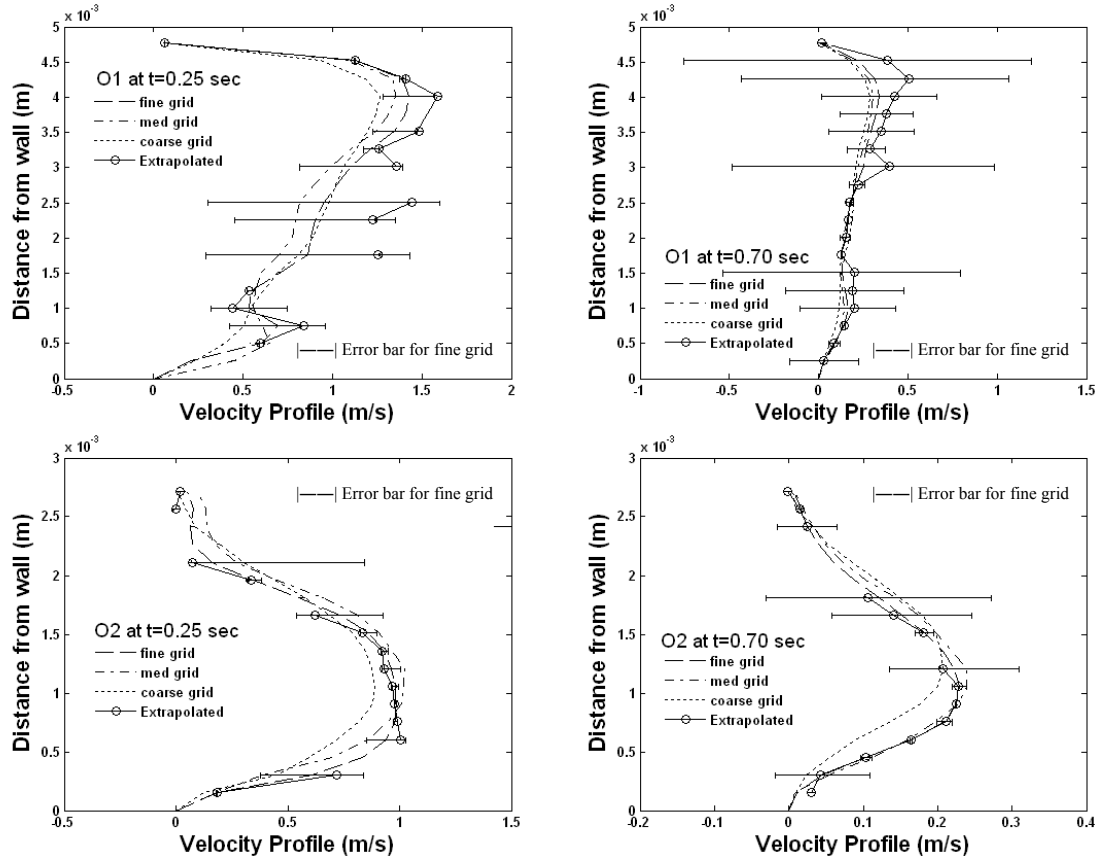 x 10⁻³
5
4.5
4
3.5
3
2.5
2
1.5
1
0.5
0
Distance from wall (m)
O1 at t=0.25 sec
fine grid
med grid
coarse grid
Extrapolated
Error bar for fine grid
-0.5 0 0.5 1 1.5 2
Velocity Profile (m/s)
x 10⁻³
5
4.5
4
3.5
3
2.5
2
1.5
1
0.5
0
Distance from wall (m)
O1 at t=0.70 sec
fine grid
med grid
coarse grid
Extrapolated
Error bar for fine grid
-1 -0.5 0 0.5 1 1.5
Velocity Profile (m/s)
x 10⁻³
3
2.5
2
1.5
1
0.5
0
Distance from wall (m)
Error bar for fine grid
O2 at t=0.25 sec
fine grid
med grid
coarse grid
Extrapolated
-0.5 0 0.5 1 1.5
Velocity Profile (m/s)
x 10⁻³
3
2.5
2
1.5
1
0.5
0
Distance from wall (m)
Error bar for fine grid
O2 at t=0.70 sec
fine grid
med grid
coarse grid
Extrapolated
-0.2 -0.1 0 0.1 0.2 0.3 0.4
Velocity Profile (m/s)